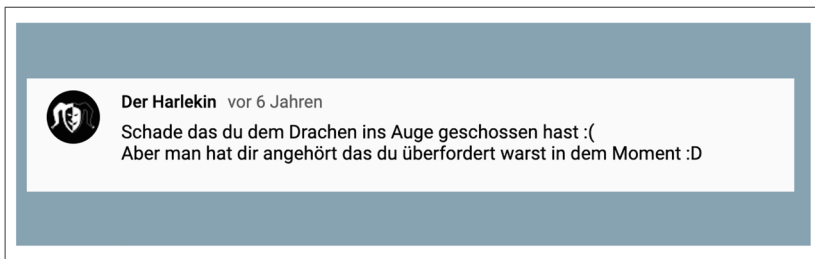 Der Harlekin vor 6 Jahren
Schade das du dem Drachen ins Auge geschossen hast :(
Aber man hat dir angehört das du überfordert warst in dem Moment :D